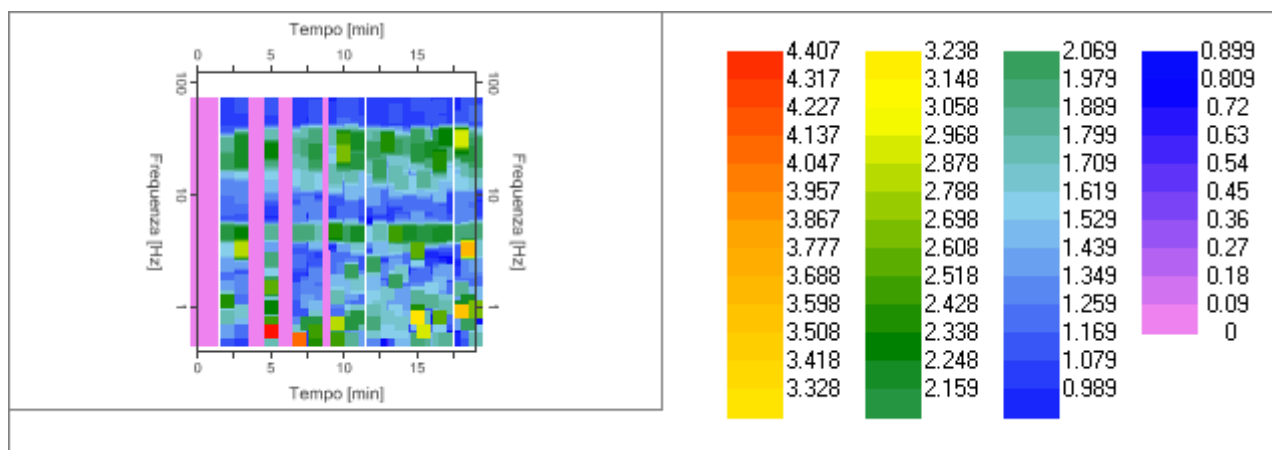 Tempo [min]
0 5 10 15
100 100
Frequenza [Hz] Frequenza [Hz]
10 10
1 1
0 5 10 15
Tempo [min]
4.407 3.238 2.069 0.899
4.317 3.148 1.979 0.809
4.227 3.058 1.889 0.72
4.137 2.968 1.799 0.63
4.047 2.878 1.709 0.54
3.957 2.788 1.619 0.45
3.867 2.698 1.529 0.36
3.777 2.608 1.439 0.27
3.688 2.518 1.349 0.18
3.598 2.428 1.259 0.09
3.508 2.338 1.169 0
3.418 2.248 1.079
3.328 2.159 0.989